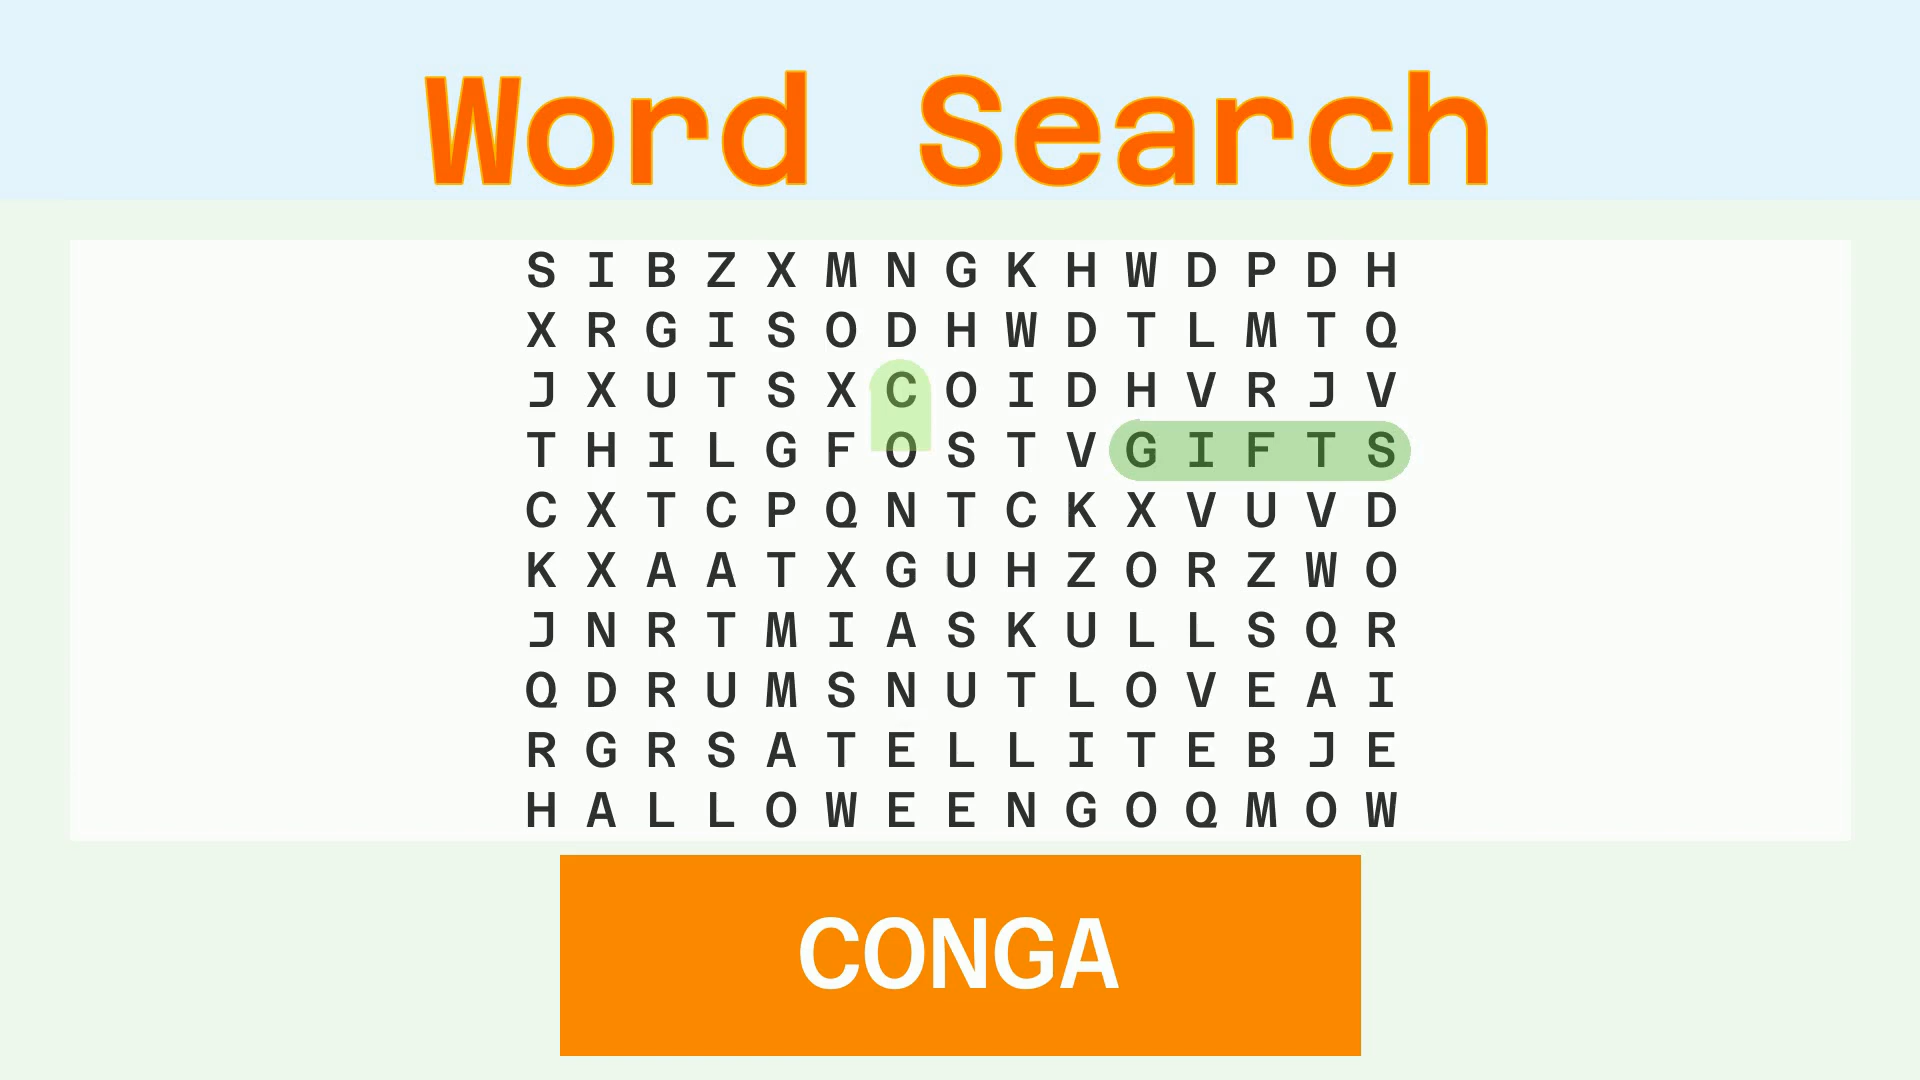 Word Search
S I B Z X M N G K H W D P D H
X R G I S O D H W D T L M T Q
J X U T S X C O I D H V R J V
T H I L G F O S T V G I F T S
C X T C P Q N T C K X V U V D
K X A A T X G U H Z O R Z W O
J N R T M I A S K U L L S Q R
Q D R U M S N U T L O V E A I
R G R S A T E L L I T E B J E
H A L L O W E E N G O Q M O W
CONGA